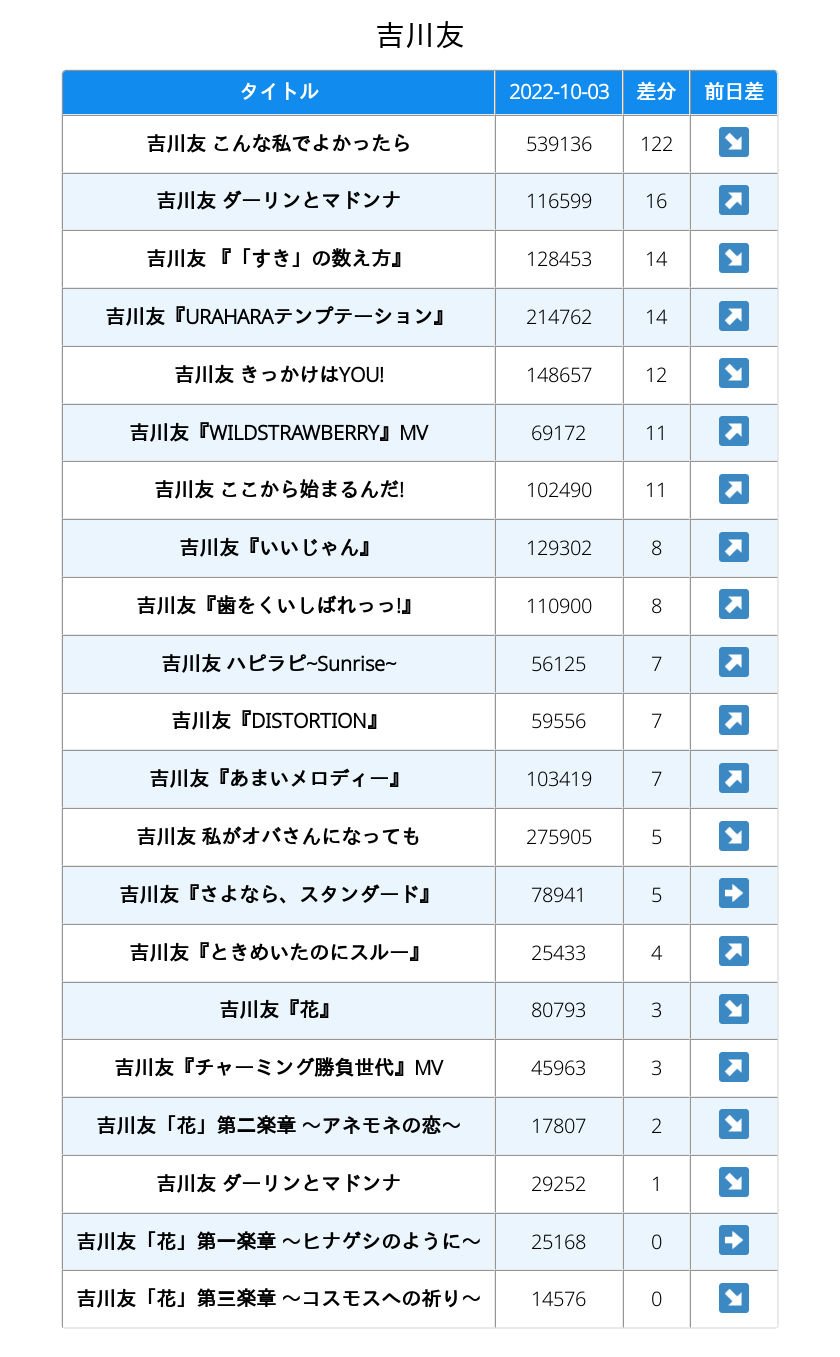 吉川友
タイトル 2022-10-03 差分 前日差
吉川友 こんな私でよかったら 539136 122
吉川友 ダーリンとマドンナ 116599 16
吉川友 『「すき」の数え方』 128453 14
吉川友『URAHARAテンプテーション』 214762 14
吉川友 きっかけはYOU! 148657 12
吉川友『WILDSTRAWBERRY』MV 69172 11
吉川友 ここから始まるんだ! 102490 11
吉川友『いいじゃん』 129302 8
吉川友『歯をくいしばれっっ!』 110900 8
吉川友 ハピラピ~Sunrise~ 56125 7
吉川友『DISTORTION』 59556 7
吉川友『あまいメロディー』 103419 7
吉川友 私がオバさんになっても 275905 5
吉川友『さよなら、スタンダード』 78941 5
吉川友『ときめいたのにスルー』 25433 4
吉川友『花』 80793 3
吉川友『チャーミング勝負世代』MV 45963 3
吉川友「花」第二楽章 〜アネモネの恋〜 17807 2
吉川友 ダーリンとマドンナ 29252 1
吉川友「花」第一楽章 〜ヒナゲシのように〜 25168 0
吉川友「花」第三楽章 〜コスモスへの祈り〜 14576 0